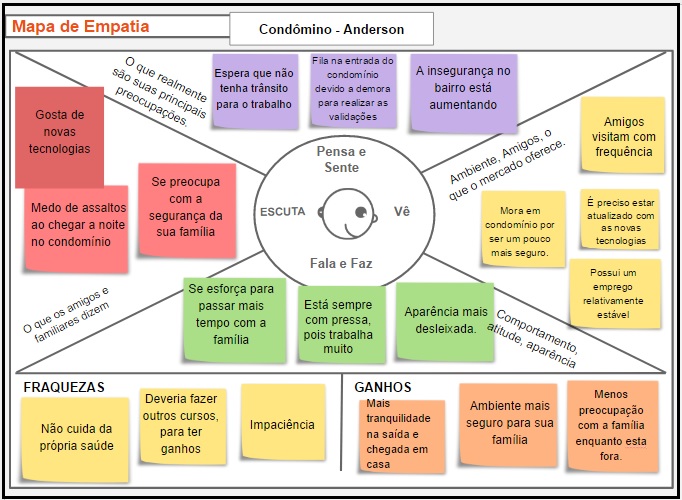 Mapa de Empatia
Condômino - Anderson
O que realmente
são suas principais
preocupações.
Espera que não
tenha trânsito
para o trabalho
Fila na entrada do
condomínio
devido a demora
para realizar as
validações
A insegurança no
bairro está
aumentando
Gosta de
novas
tecnologias
Medo de assaltos
ao chegar a noite
no condomínio
Se preocupa
com a
segurança da
sua família
Pensa e
Sente
ESCUTA
Vê
Fala e Faz
Ambiente, Amigos, o
que o mercado oferece.
Amigos
visitam com
frequência
Mora em
condomínio por
ser um pouco
mais seguro.
É preciso estar
atualizado com
as novas
tecnologias
Possui um
emprego
relativamente
estável
O que os amigos e
familiares dizem
Se esforça para
passar mais
tempo com a
família
Está sempre
com pressa,
pois trabalha
muito
Aparência mais
desleixada.
Comportamento,
atitude, aparência
FRAQUEZAS
Não cuida da
própria saúde
Deveria fazer
outros cursos,
para ter
ganhos
Impaciência
GANHOS
Mais
tranquilidade
na saída e
chegada em
casa
Ambiente mais
seguro para sua
família
Menos
preocupação
com a família
enquanto esta
fora.